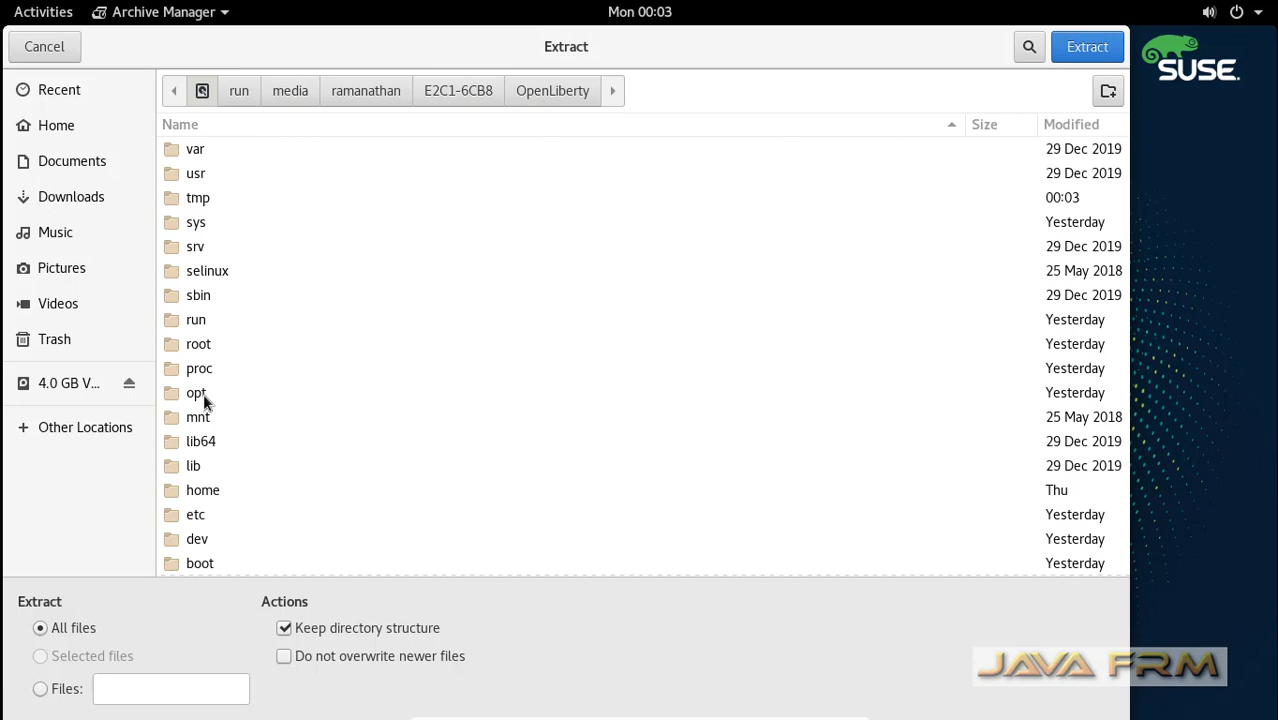 Activities Archive Manager Mon 00:03
Cancel Extract Extract
SUSE
Recent
Home
Documents
Downloads
Music
Pictures
Videos
Trash
4.0 GB V...
Other Locations
run media ramanathan E2C1-6CB8 OpenLiberty
Name Size Modified
var 29 Dec 2019
usr 29 Dec 2019
tmp 00:03
sys Yesterday
srv 29 Dec 2019
selinux 25 May 2018
sbin 29 Dec 2019
run Yesterday
root Yesterday
proc Yesterday
opt Yesterday
mnt 25 May 2018
lib64 29 Dec 2019
lib 29 Dec 2019
home Thu
etc Yesterday
dev Yesterday
boot Yesterday
Extract Actions
All files Keep directory structure
Selected files Do not overwrite newer files
Files:
JAVA FRM